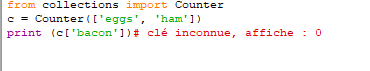 from collections import Counter
c = Counter(['eggs', 'ham'])
print (c['bacon'])# clé inconnue, affiche : 0